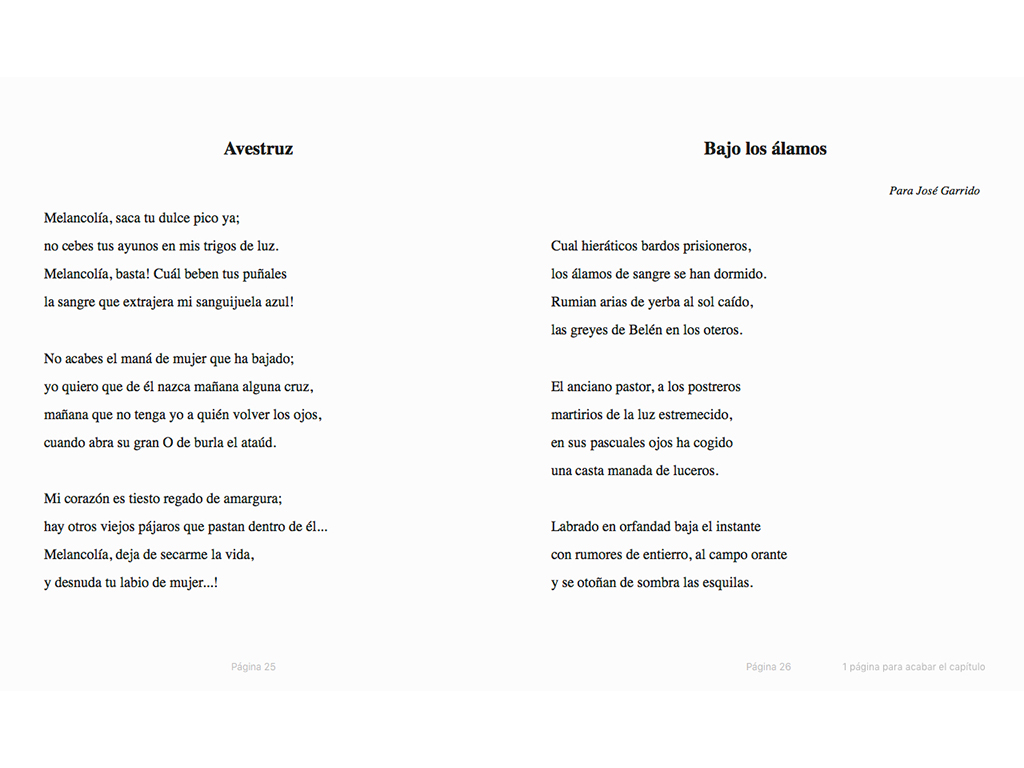 Avestruz
Melancolía, saca tu dulce pico ya;
no cebes tus ayunos en mis trigos de luz.
Melancolía, basta! Cuál beben tus puñales
la sangre que extrajera mi sanguijuela azul!
No acabes el maná de mujer que ha bajado;
yo quiero que de él nazca mañana alguna cruz,
mañana que no tenga yo a quién volver los ojos,
cuando abra su gran O de burla el ataúd.
Mi corazón es tiesto regado de amargura;
hay otros viejos pájaros que pastan dentro de él...
Melancolía, deja de secarme la vida,
y desnuda tu labio de mujer...!
Página 25
Bajo los álamos
Para José Garrido
Cual hieráticos bardos prisioneros,
los álamos de sangre se han dormido.
Rumian arias de yerba al sol caído,
las greyes de Belén en los oteros.
El anciano pastor, a los postreros
martirios de la luz estremecido,
en sus pascuales ojos ha cogido
una casta manada de luceros.
Labrado en orfandad baja el instante
con rumores de entierro, al campo orante
y se otoñan de sombra las esquilas.
Página 26
1 página para acabar el capítulo